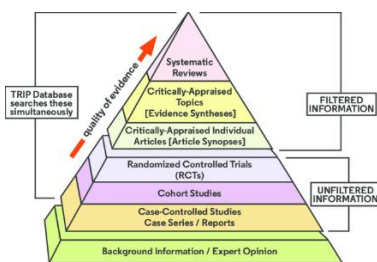 Systematic
Reviews
Critically-Appraised
Topics
[Evidence Syntheses]
Critically-Appraised Individual
Articles [Article Synopses]
Randomized Controlled Trials
(RCTs)
Cohort Studies
Case-Controlled Studies
Case Series / Reports
Background Information / Expert Opinion
quality of evidence
TRIP Database
searches these
simultaneously
FILTERED
INFORMATION
UNFILTERED
INFORMATION